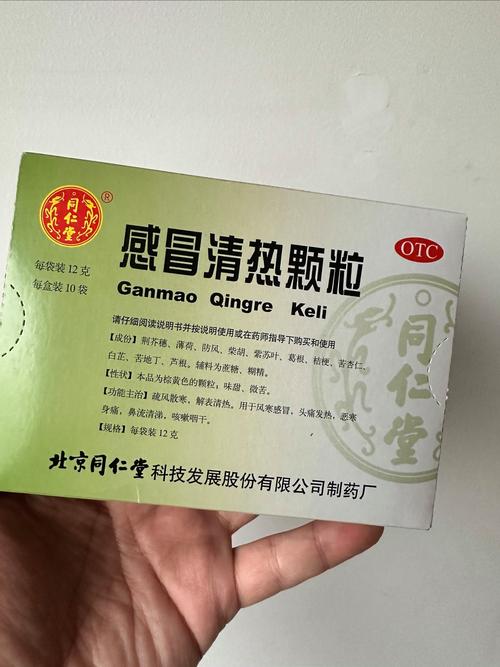 同仁堂
®
OTC
感冒清热颗粒
Ganmao Qingre Keli
每袋装 12 克
每盒装 10 袋
请仔细阅读说明书并按说明使用或在药师指导下购买和使用
【成份】荆芥穗、薄荷、防风、柴胡、紫苏叶、葛根、桔梗、苦杏仁、
白芷、苦地丁、芦根。辅料为蔗糖、糊精。
【性状】本品为棕黄色的颗粒，味甜、微苦。
【功能主治】疏风散寒，解表清热。用于风寒感冒，头痛发热，恶寒
身痛，鼻流清涕，咳嗽咽干。
【规格】每袋装 12 克
同仁堂
北京同仁堂科技发展股份有限公司制药厂